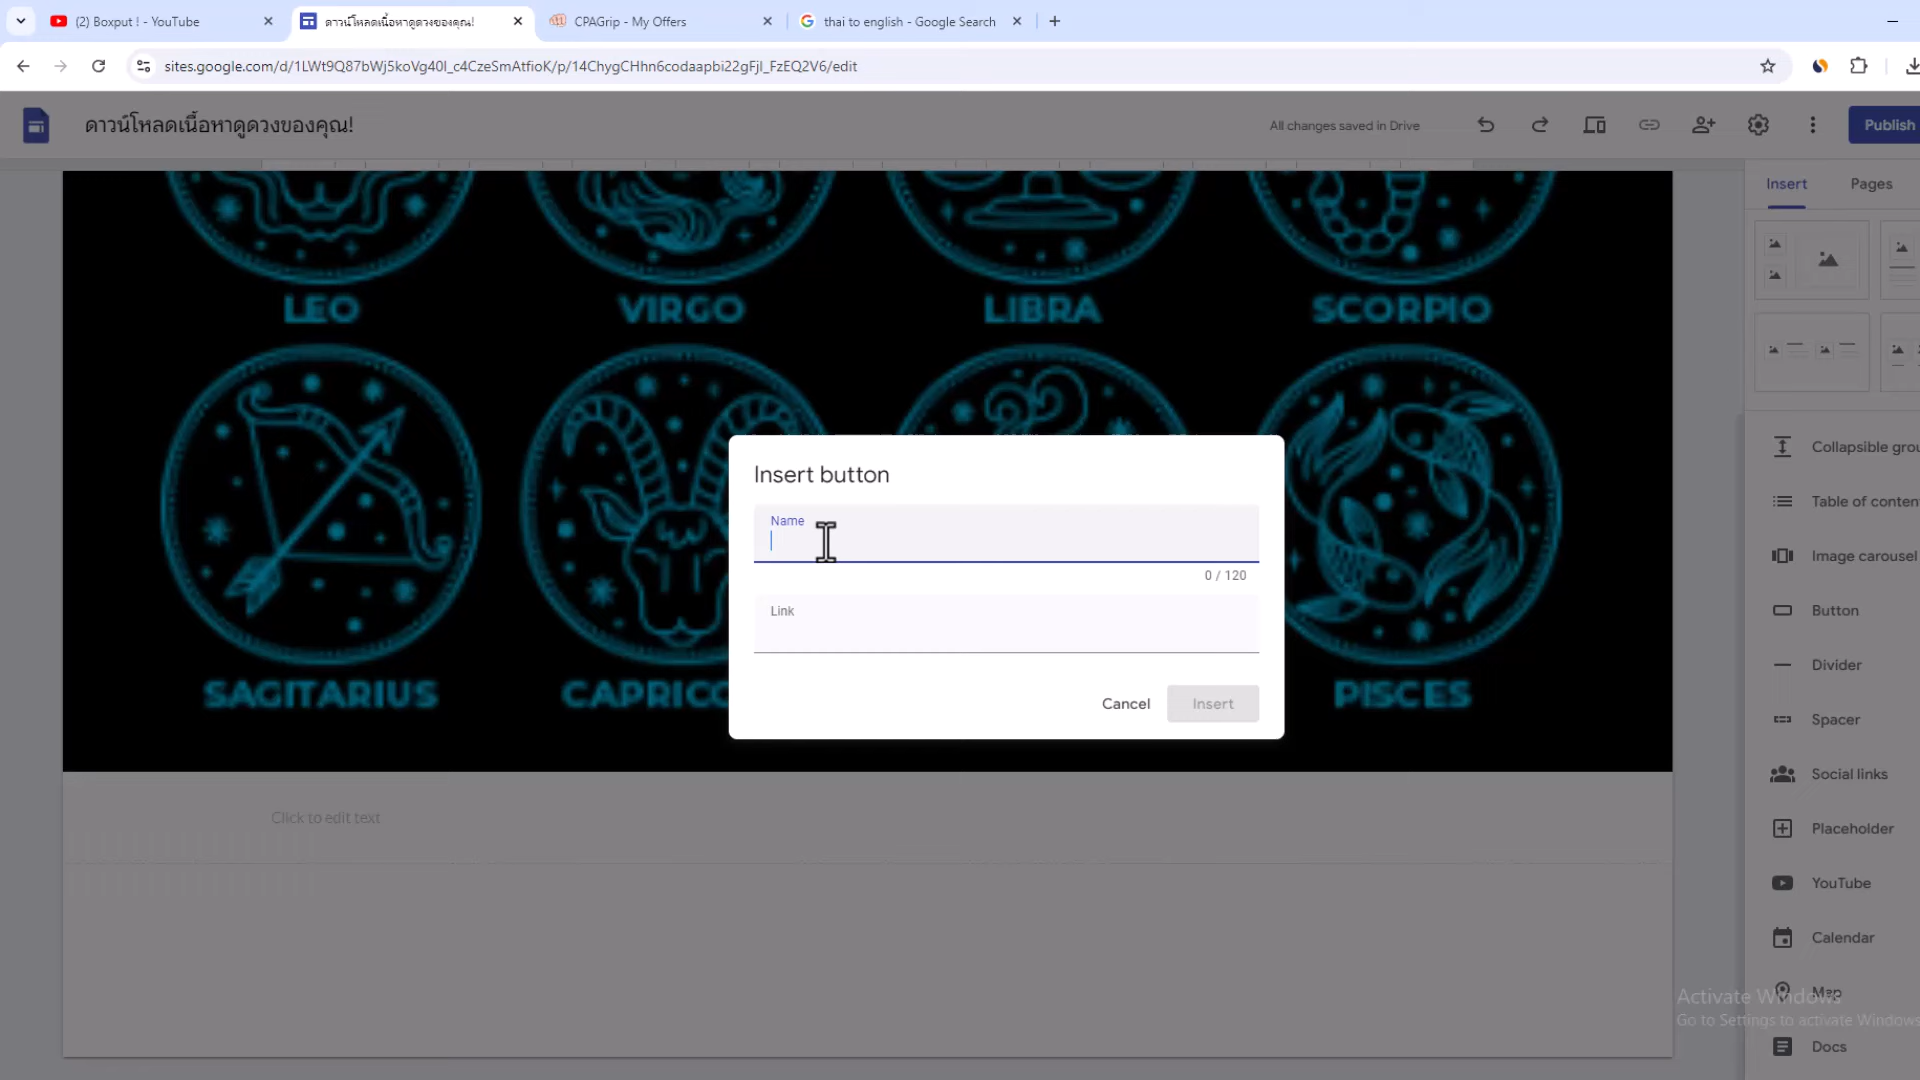 (2) Boxput ! - YouTube
ดาวน์โหลดเนื้อหาดูดวงของคุณ!
CPAGrip - My Offers
thai to english - Google Search
sites.google.com/d/1LWt9Q87bWj5koVg40l_c4CzeSmAtfioK/p/14ChygCHhn6codaapbi22gFjl_FzEQ2V6/edit
ดาวน์โหลดเนื้อหาดูดวงของคุณ!
All changes saved in Drive
Publish
Insert
Pages
LEO
VIRGO
LIBRA
SCORPIO
SAGITARIUS
CAPRICO
PISCES
Insert button
Name
0 / 120
Link
Cancel
Insert
Click to edit text
Collapsible grou
Table of conten
Image carousel
Button
Divider
Spacer
Social links
Placeholder
YouTube
Calendar
Map
Docs
Activate Windows
Go to Settings to activate Windows